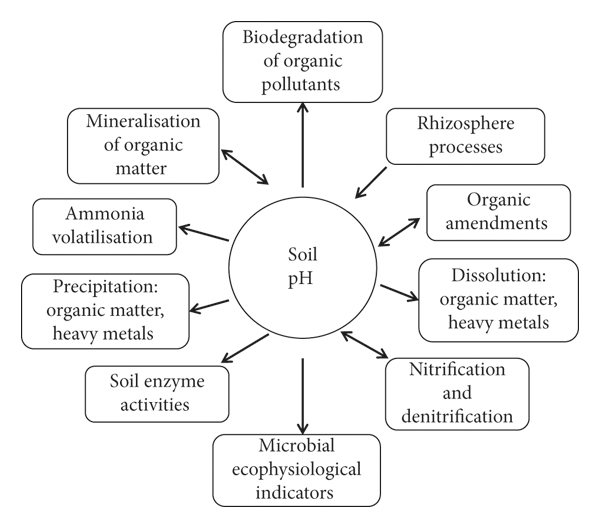 Biodegradation
of organic
pollutants
Mineralisation
of organic
matter
Rhizosphere
processes
Ammonia
volatilisation
Organic
amendments
Soil
pH
Precipitation:
organic matter,
heavy metals
Dissolution:
organic matter,
heavy metals
Soil enzyme
activities
Nitrification
and
denitrification
Microbial
ecophysiological
indicators